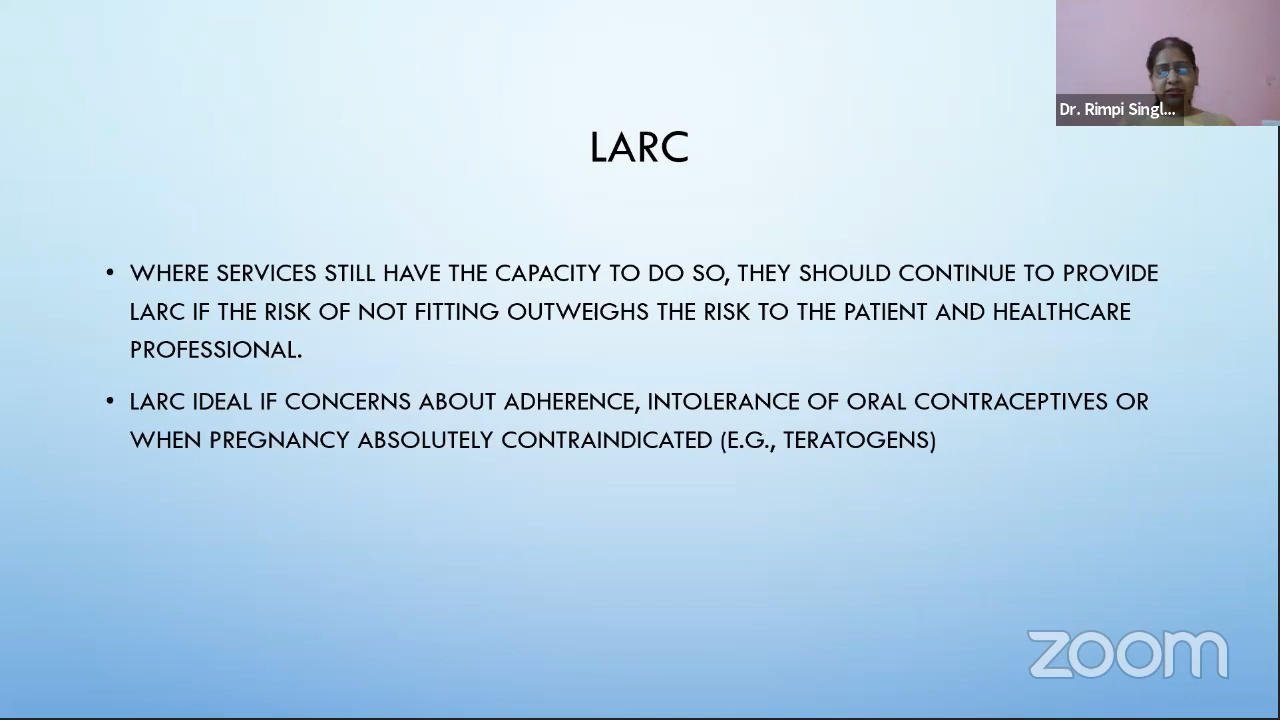 Dr. Rimpi Singl...
LARC
• WHERE SERVICES STILL HAVE THE CAPACITY TO DO SO, THEY SHOULD CONTINUE TO PROVIDE
LARC IF THE RISK OF NOT FITTING OUTWEIGHS THE RISK TO THE PATIENT AND HEALTHCARE
PROFESSIONAL.
• LARC IDEAL IF CONCERNS ABOUT ADHERENCE, INTOLERANCE OF ORAL CONTRACEPTIVES OR
WHEN PREGNANCY ABSOLUTELY CONTRAINDICATED (E.G., TERATOGENS)
zoom